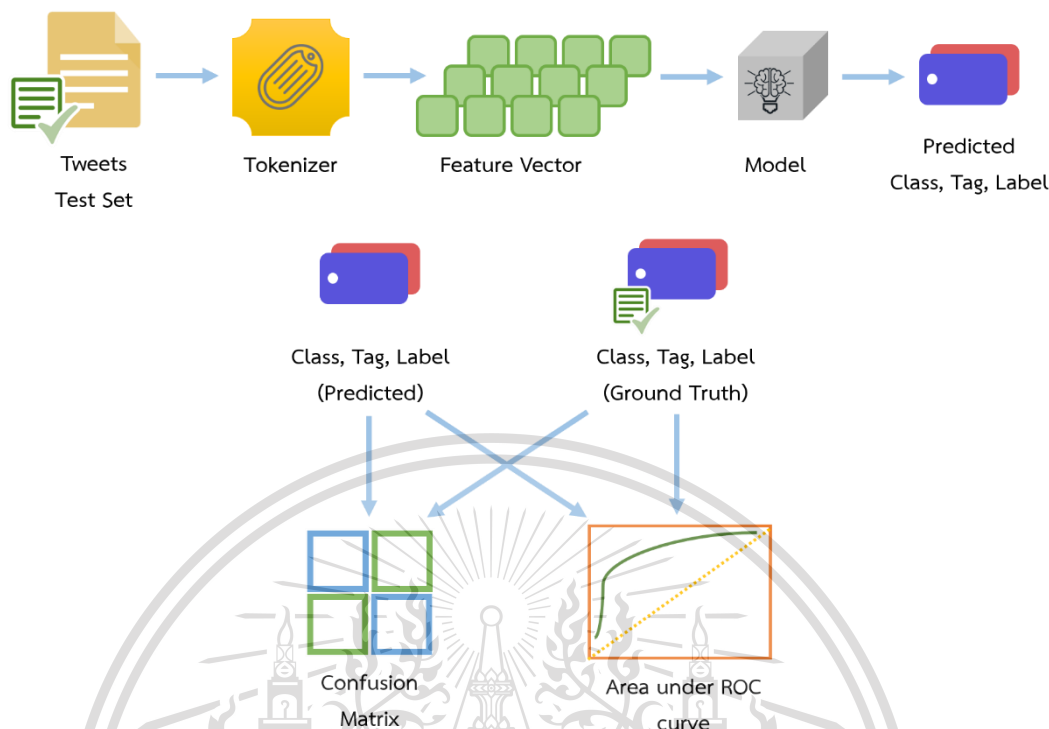 Tweets
Test Set
Tokenizer
Feature Vector
Model
Predicted
Class, Tag, Label
Class, Tag, Label
(Predicted)
Class, Tag, Label
(Ground Truth)
Confusion
Matrix
Area under ROC
curve
?
?